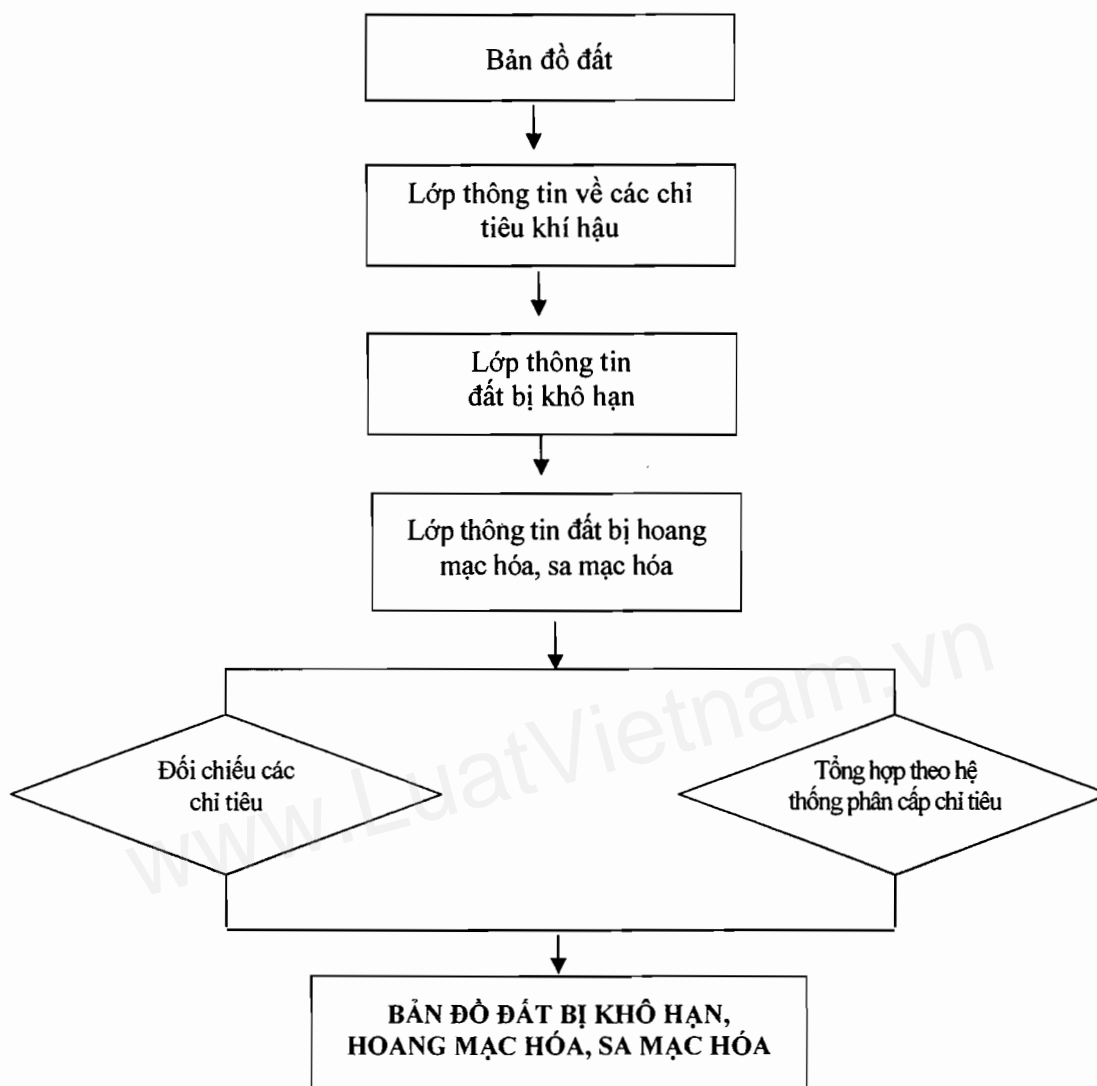 Bản đồ đất
Lớp thông tin về các chỉ
tiêu khí hậu
Lớp thông tin
đất bị khô hạn
Lớp thông tin đất bị hoang
mạc hóa, sa mạc hóa
Đối chiếu các
chỉ tiêu
Tổng hợp theo hệ
thống phân cấp chỉ tiêu
www.LuatVietnam.vn
BẢN ĐỒ ĐẤT BỊ KHÔ HẠN,
HOANG MẠC HÓA, SA MẠC HÓA